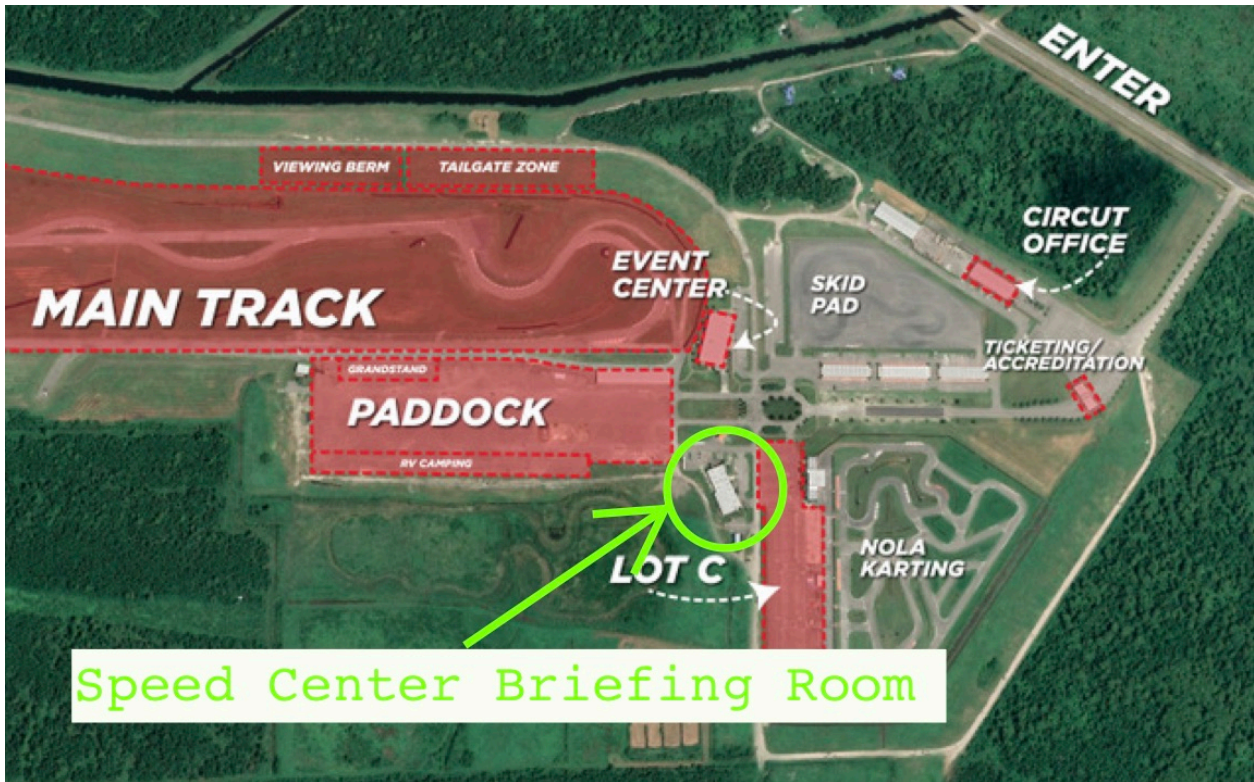 ENTER
VIEWING BERM
TAILGATE ZONE
CIRCUT
OFFICE
EVENT
CENTER
SKID
PAD
MAIN TRACK
TICKETING/
ACCREDITATION
GRANDSTAND
PADDOCK
RV CAMPING
NOLA
KARTING
LOT C
Speed Center Briefing Room